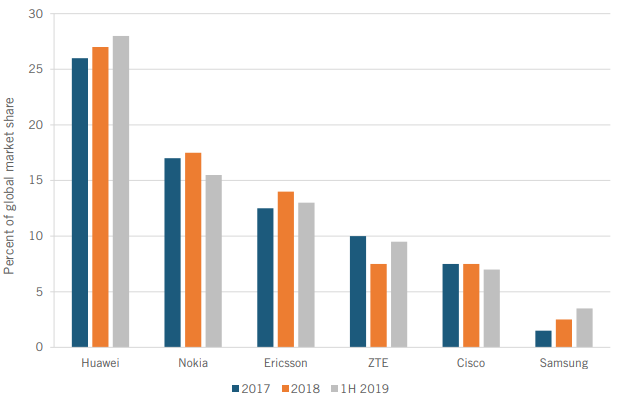 Percent of global market share
30
25
20
15
10
5
0
Huawei Nokia Ericsson ZTE Cisco Samsung
2017 2018 1H 2019